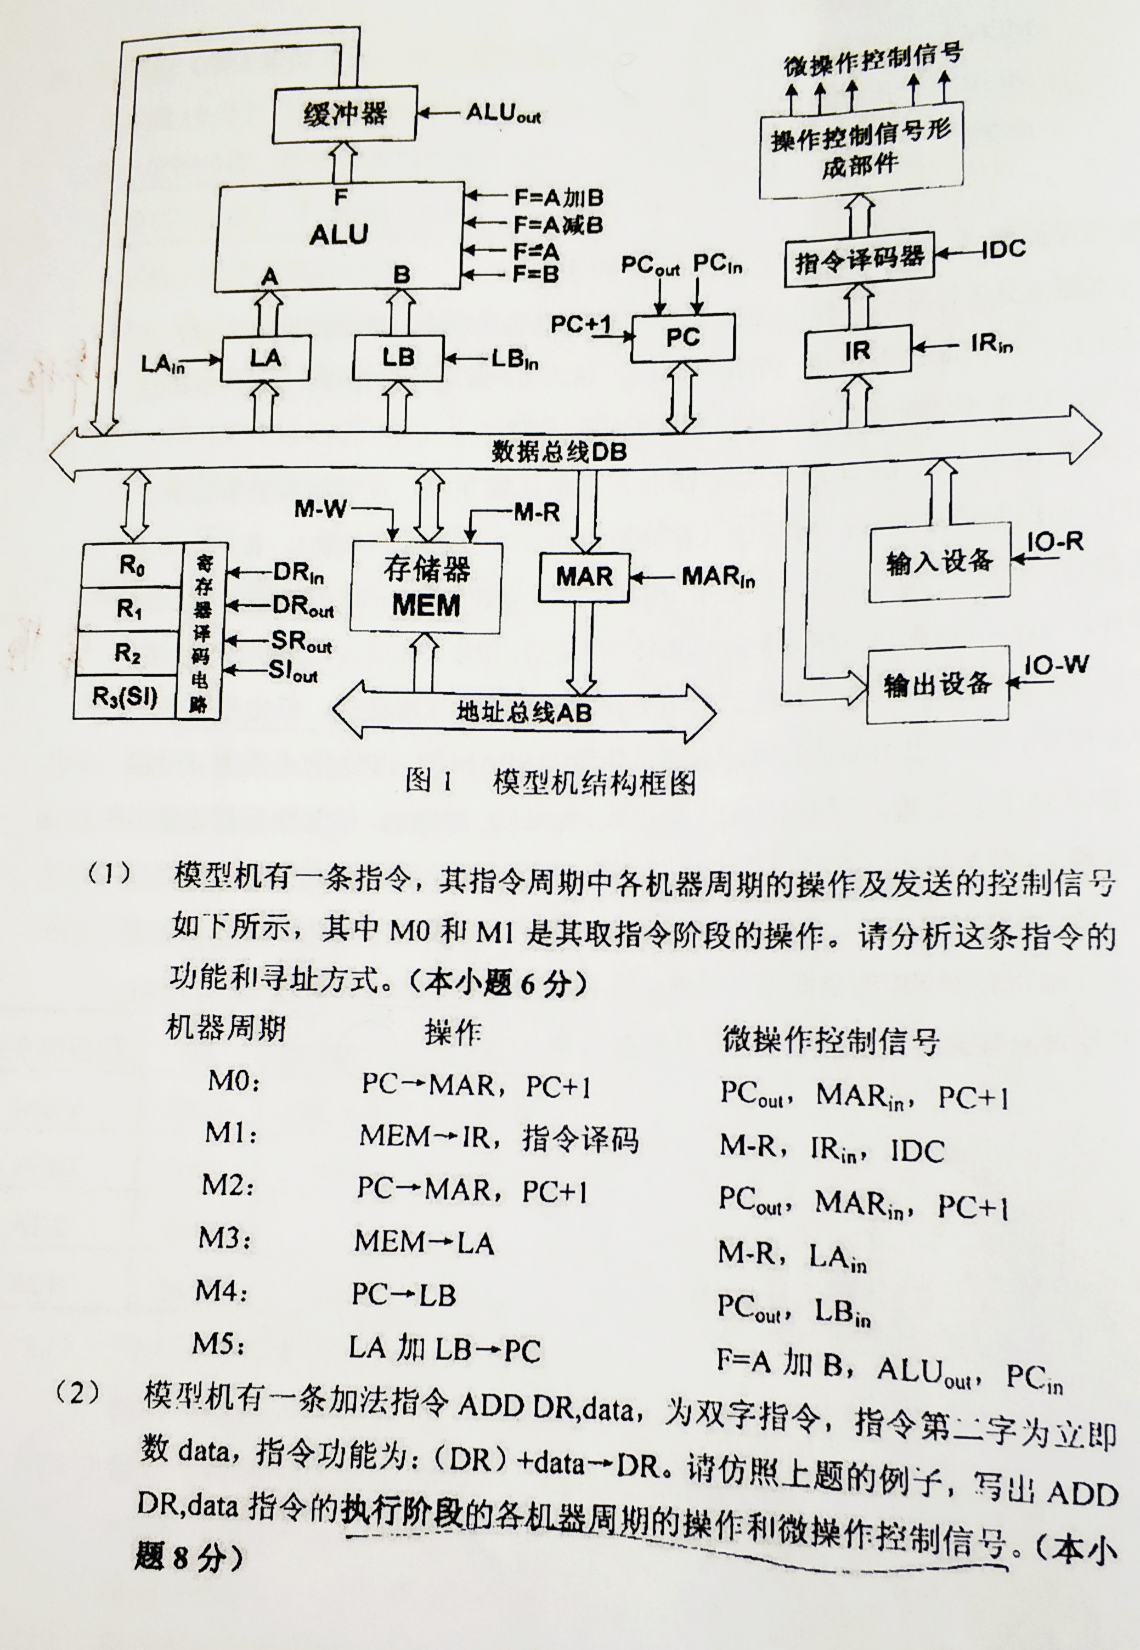 微操作控制信号
缓冲器
ALUout
操作控制信号形
成部件
F
ALU
A
B
F=A加B
F=A减B
F=A
F=B
指令译码器
IDC
PCout PCin
PC+1
PC
LAin
LA
LB
LBin
IR
IRin
数据总线DB
M-W
M-R
R0
R1
R2
R3(SI)
寄存器译码电路
DRin
DRout
SRout
SIout
存储器
MEM
MAR
MARin
输入设备
IO-R
输出设备
IO-W
地址总线AB
图 1 模型机结构框图
（1） 模型机有一条指令，其指令周期中各机器周期的操作及发送的控制信号
如下所示，其中 M0 和 M1 是其取指令阶段的操作。请分析这条指令的
功能和寻址方式。（本小题 6 分）
机器周期 操作 微操作控制信号
M0： PC→MAR，PC+1 PCout，MARin，PC+1
M1： MEM→IR，指令译码 M-R，IRin，IDC
M2： PC→MAR，PC+1 PCout，MARin，PC+1
M3： MEM→LA M-R，LAin
M4： PC→LB PCout，LBin
M5： LA 加 LB→PC F=A 加 B，ALUout，PCin
（2） 模型机有一条加法指令 ADD DR,data，为双字指令，指令第二字为立即
数 data，指令功能为:（DR）+data→DR。请仿照上题的例子，写出 ADD
DR,data 指令的执行阶段的各机器周期的操作和微操作控制信号。（本小
题 8 分）